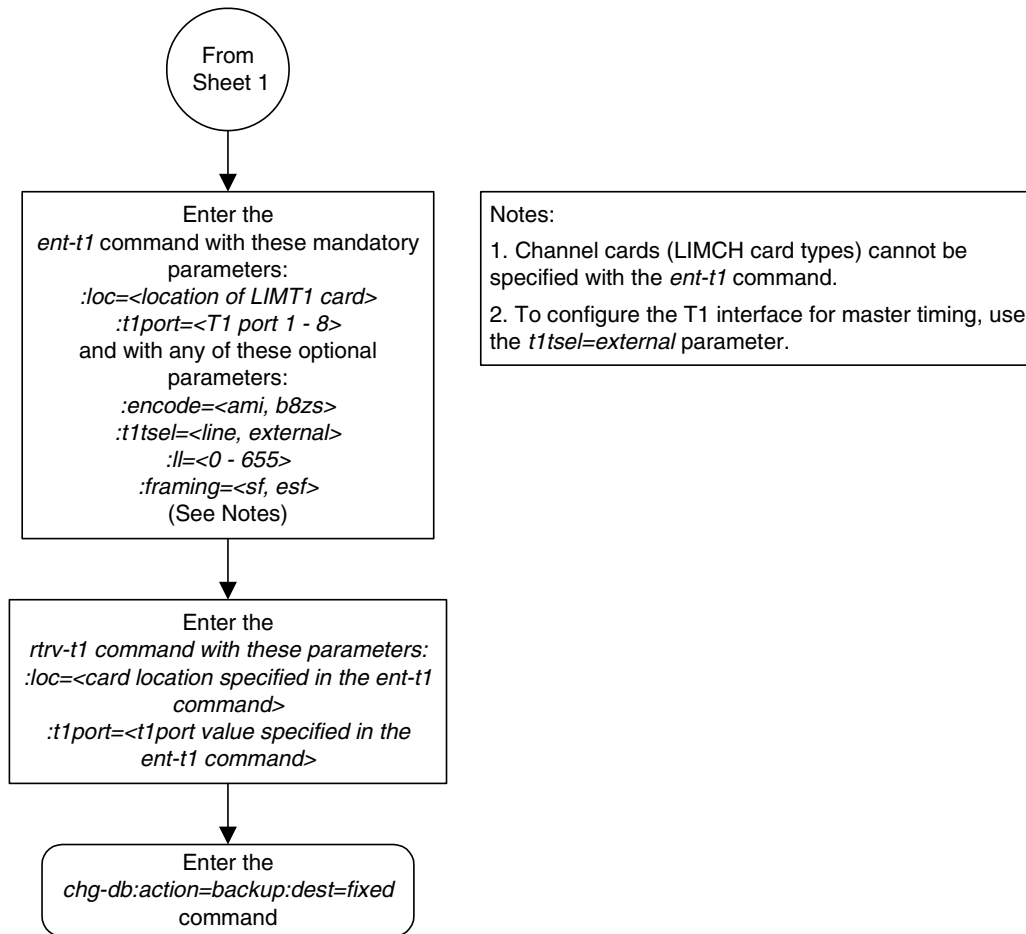 From
Sheet 1
Enter the
ent-t1 command with these mandatory
parameters:
:loc=<location of LIMT1 card>
:t1port=<T1 port 1 - 8>
and with any of these optional
parameters:
:encode=<ami, b8zs>
:t1tsel=<line, external>
:ll=<0 - 655>
:framing=<sf, esf>
(See Notes)
Notes:
1. Channel cards (LIMCH card types) cannot be
specified with the ent-t1 command.
2. To configure the T1 interface for master timing, use
the t1tsel=external parameter.
Enter the
rtrv-t1 command with these parameters:
:loc=<card location specified in the ent-t1
command>
:t1port=<t1port value specified in the
ent-t1 command>
Enter the
chg-db:action=backup:dest=fixed
command